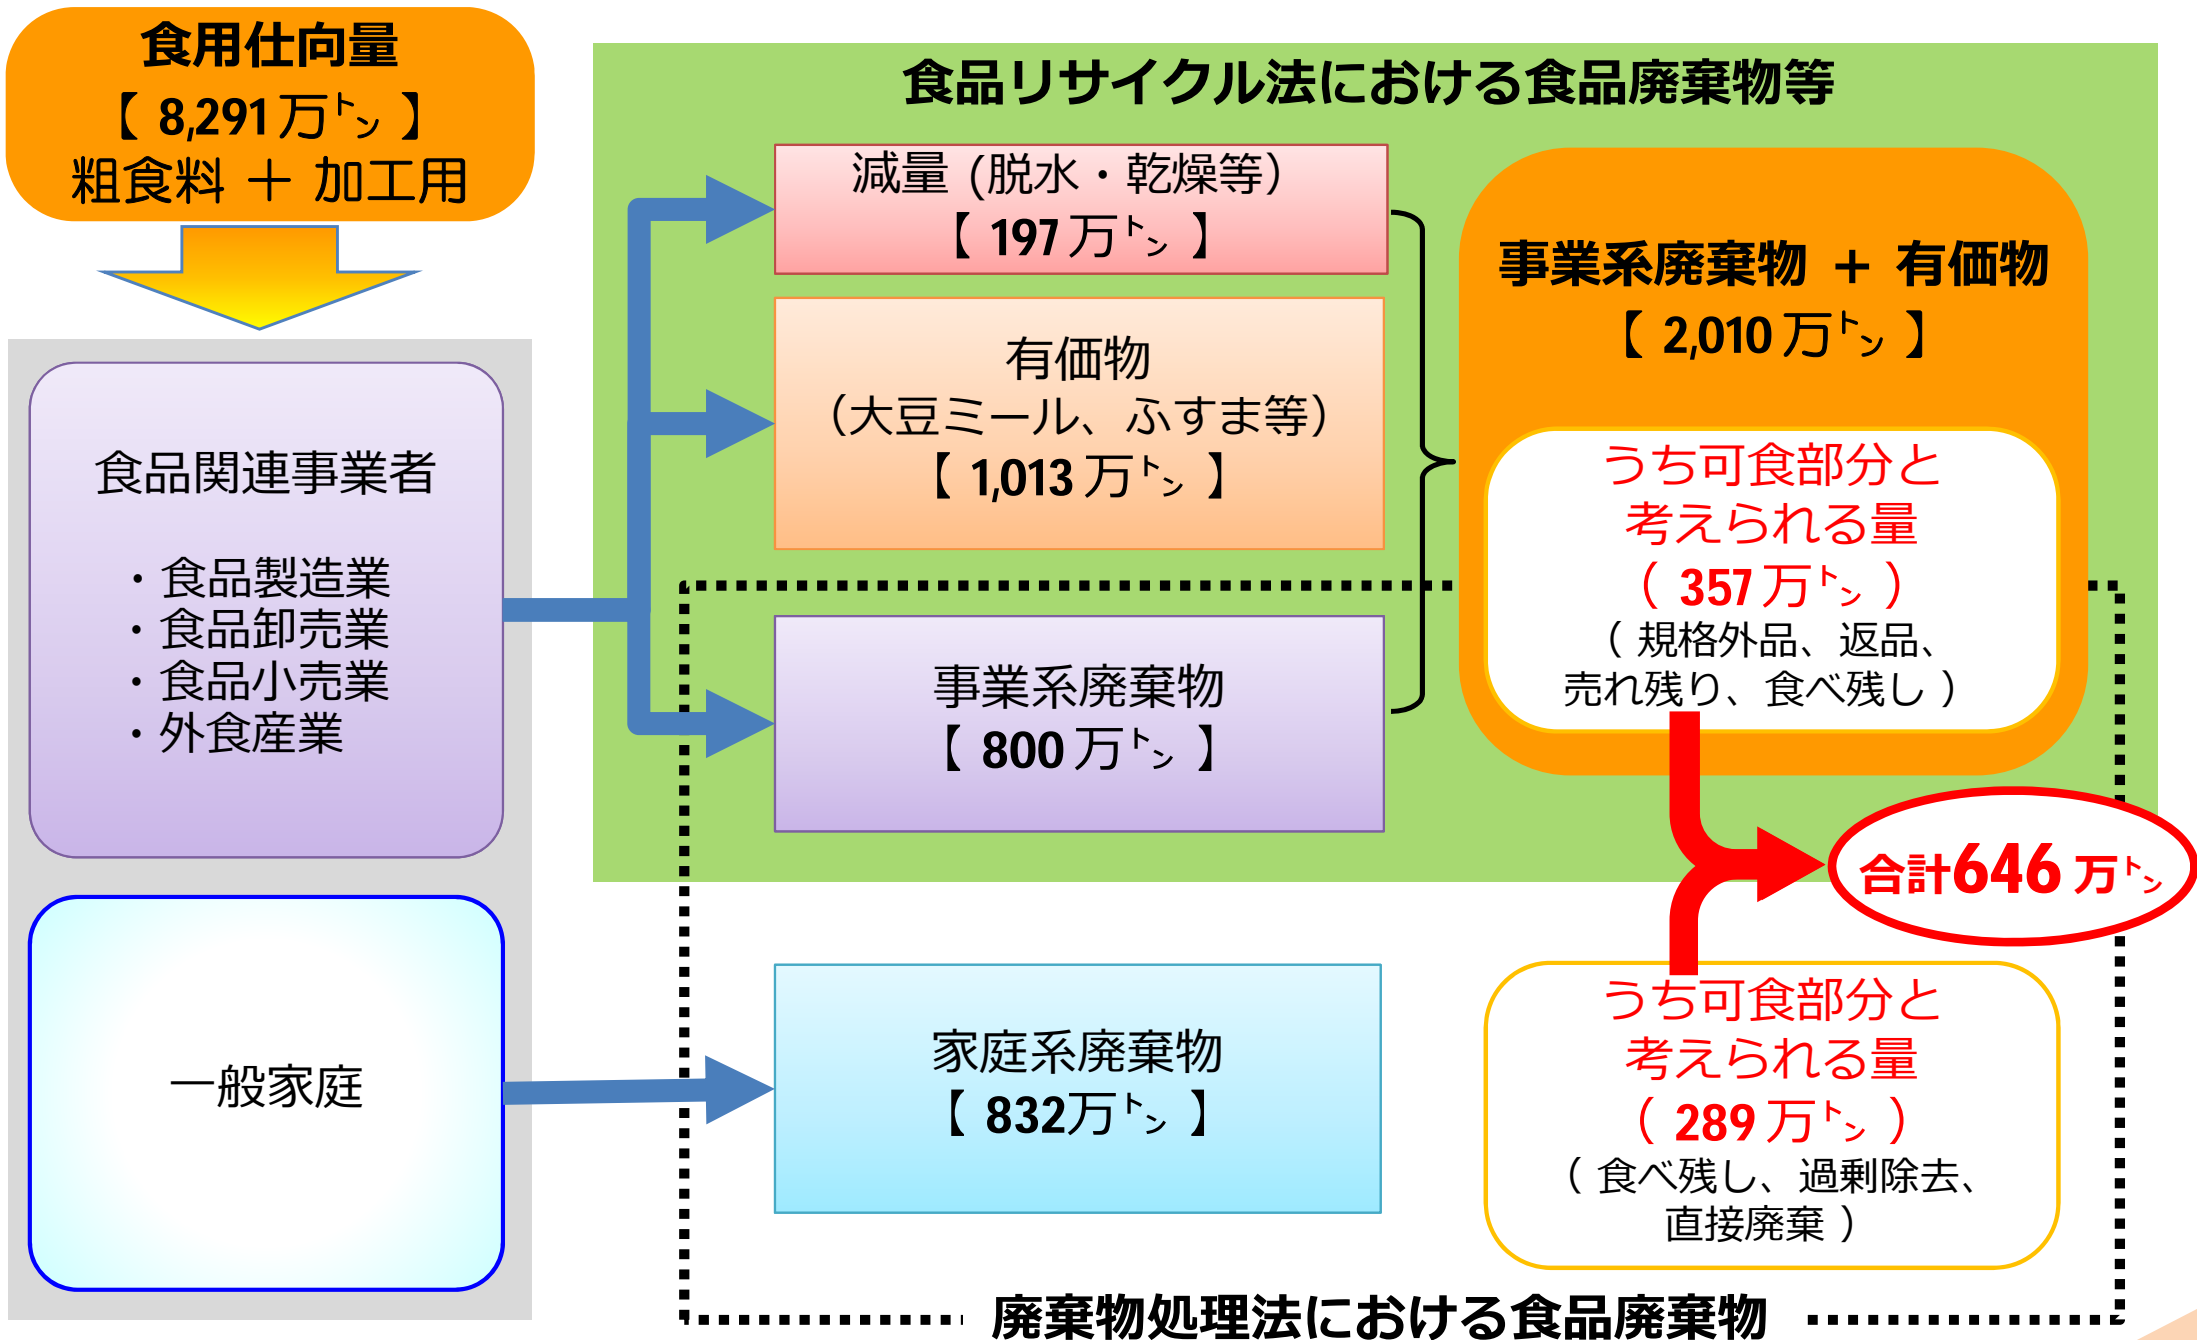 食用仕向量
【 8,291 万トン 】
粗食料 ＋ 加工用
食品関連事業者
・食品製造業
・食品卸売業
・食品小売業
・外食産業
一般家庭
食品リサイクル法における食品廃棄物等
減量 (脱水・乾燥等）
【 197 万トン 】
有価物
（大豆ミール、ふすま等）
【 1,013 万トン 】
事業系廃棄物
【 800 万トン 】
事業系廃棄物 + 有価物
【 2,010 万トン 】
うち可食部分と
考えられる量
（ 357 万トン ）
（ 規格外品、返品、
売れ残り、食べ残し ）
合計646 万トン
家庭系廃棄物
【 832万トン 】
うち可食部分と
考えられる量
（ 289 万トン ）
（ 食べ残し、過剰除去、
直接廃棄 ）
廃棄物処理法における食品廃棄物